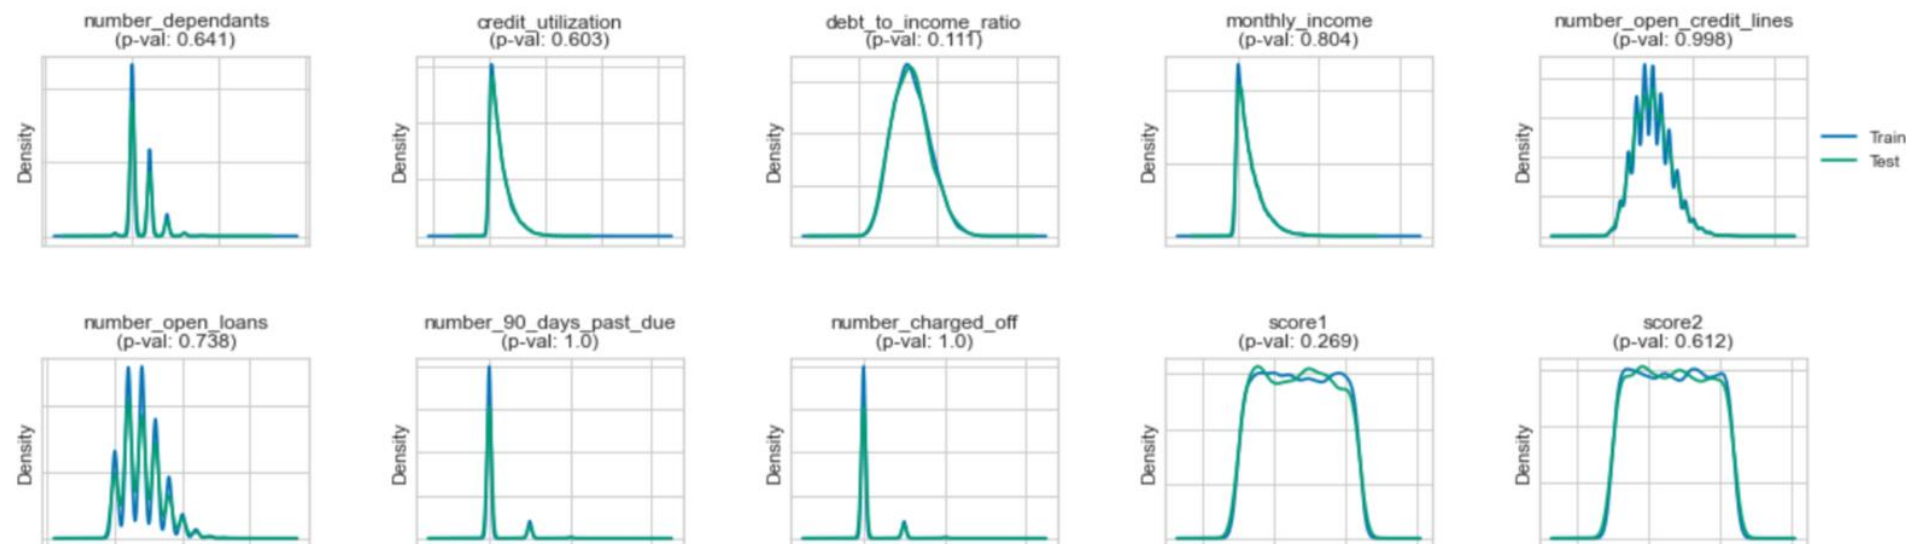 number_dependants
(p-val: 0.641)
credit_utilization
(p-val: 0.603)
debt_to_income_ratio
(p-val: 0.111)
monthly_income
(p-val: 0.804)
number_open_credit_lines
(p-val: 0.998)
Density
Density
Density
Density
Density
Train
Test
number_open_loans
(p-val: 0.738)
number_90_days_past_due
(p-val: 1.0)
number_charged_off
(p-val: 1.0)
score1
(p-val: 0.269)
score2
(p-val: 0.612)
Density
Density
Density
Density
Density